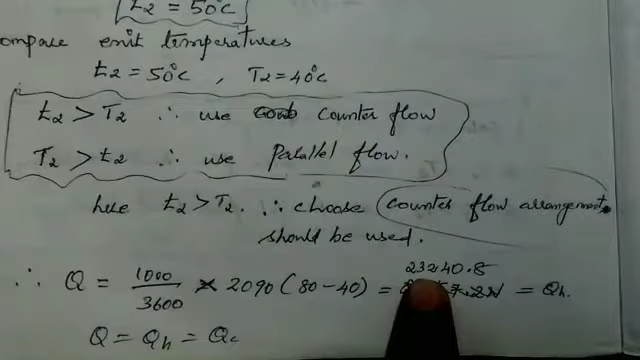 t2 = 50°C
ompare exit temperatures
t2 = 50°C , T2 = 40°C
t2 > T2 ∴ use counter flow
T2 > t2 ∴ use parallel flow.
here t2 > T2. ∴ choose counter flow arrangement
should be used.
23240.5
∴ Q = 1000/3600 × 2090 (80 - 40) = = Qh.
Q = Qh = Qc